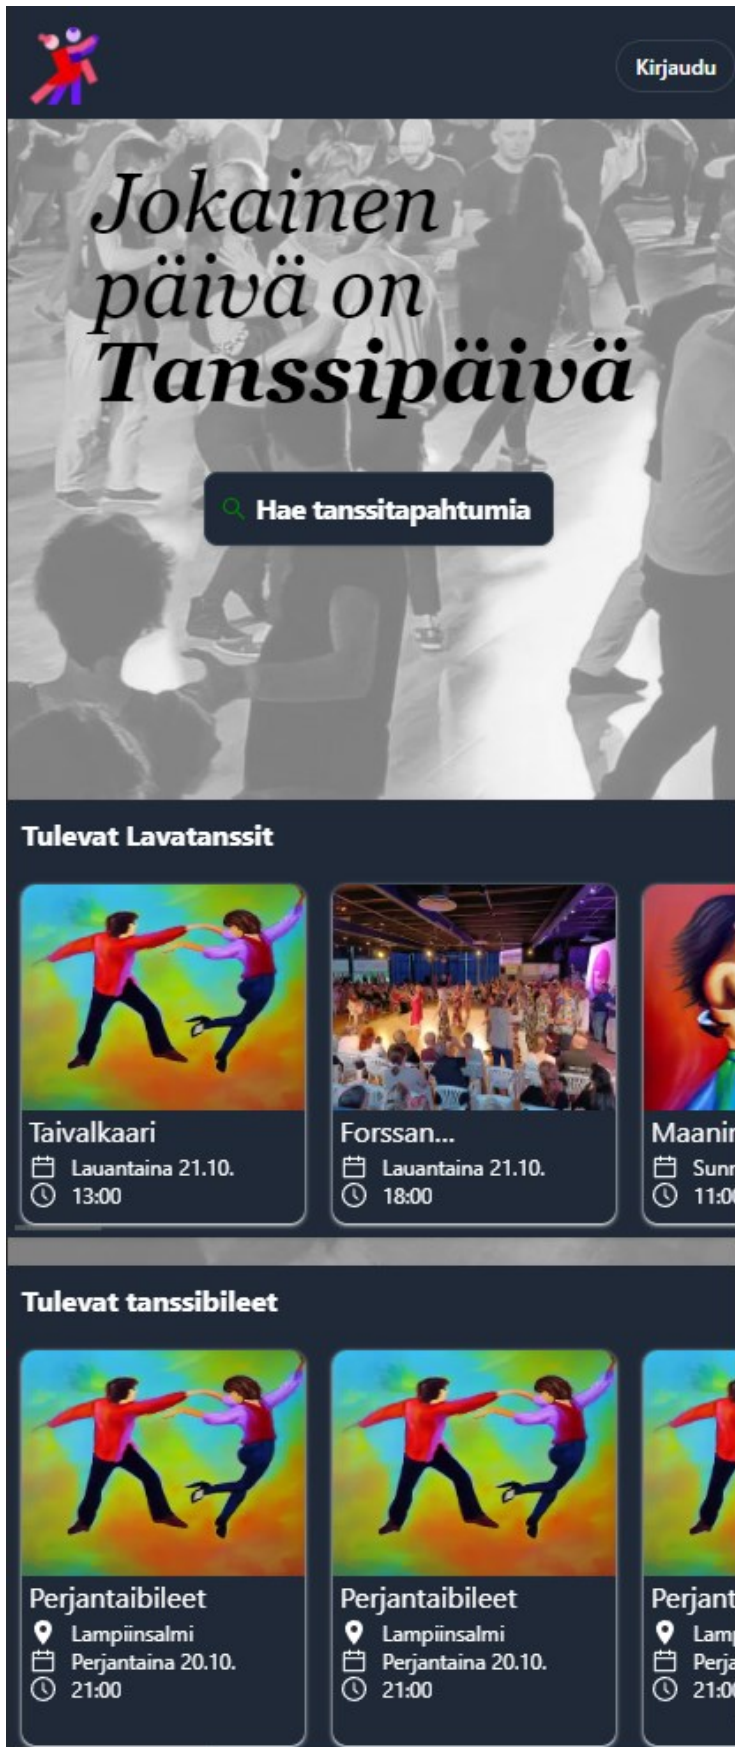 Kirjaudu
Jokainen
päivä on
Tanssipäivä
Hae tanssitapahtumia
Tulevat Lavatanssit
Taivalkaari
Lauantaina 21.10.
13:00
Forssan...
Lauantaina 21.10.
18:00
Tulevat tanssibileet
Perjantaibileet
Lampiinsalmi
Perjantaina 20.10.
21:00
Perjantaibileet
Lampiinsalmi
Perjantaina 20.10.
21:00